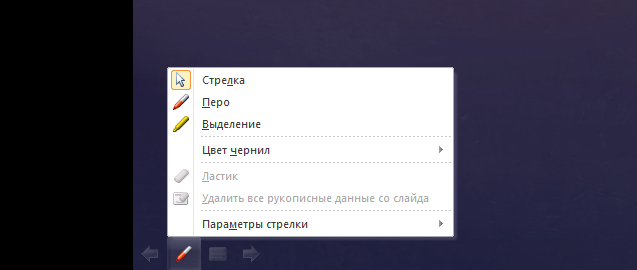 Стрелка
Перо
Выделение
Цвет чернил
Ластик
Удалить все рукописные данные со слайда
Параметры стрелки